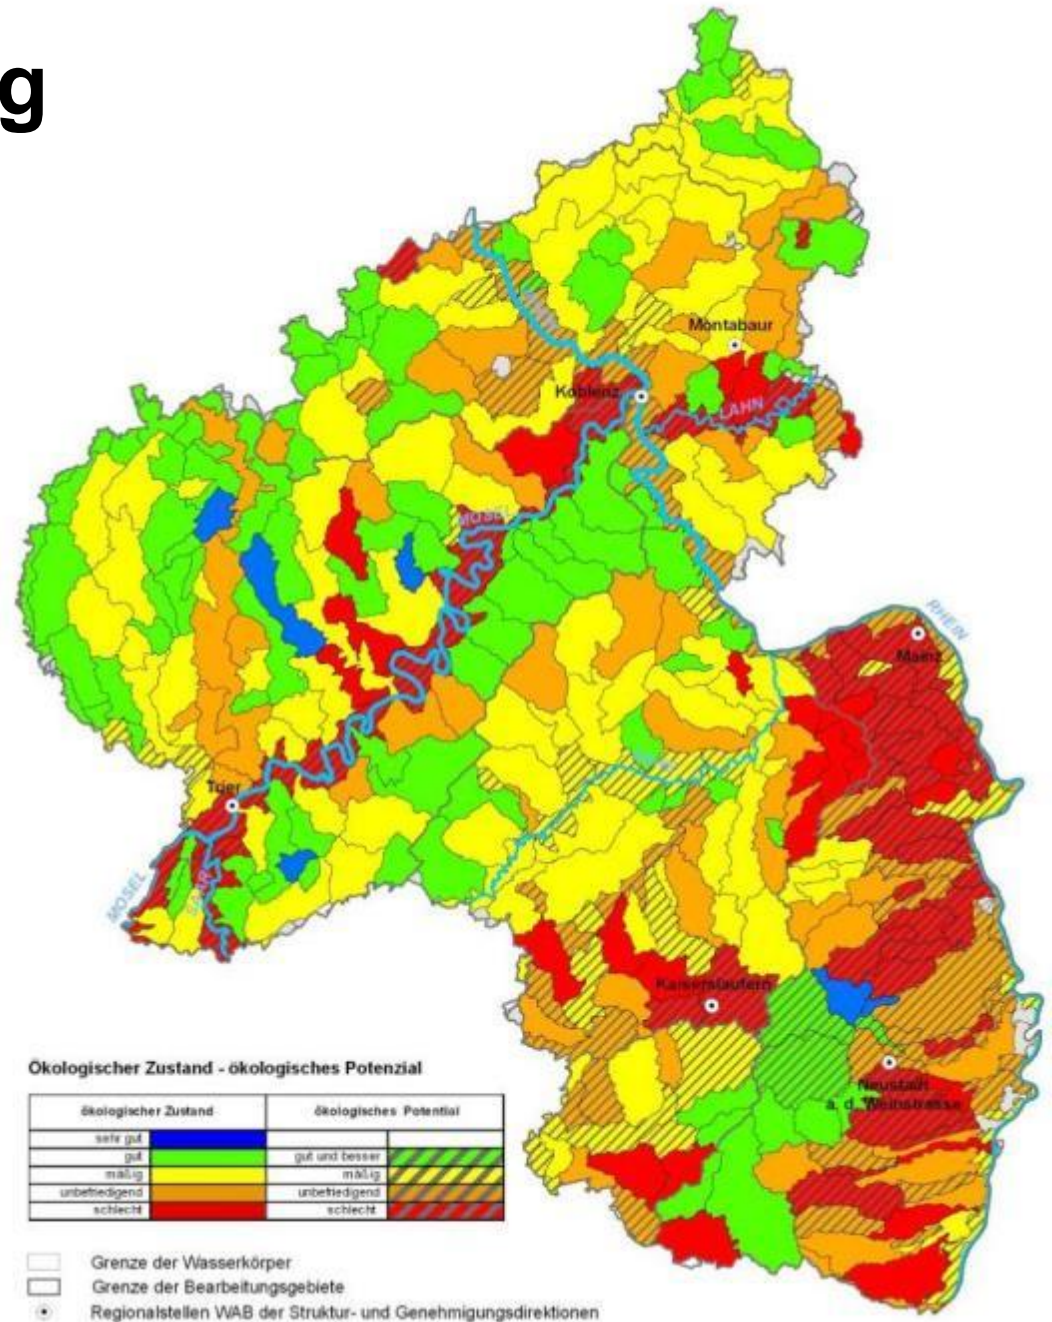 g
Montabaur
Koblenz
LAHN
MOSEL
RHEIN
Mainz
Trier
MOSEL
SAAR
Kaiserslautern
Neustadt
a. d. Weinstrasse
Ökologischer Zustand - ökologisches Potenzial
ökologischer Zustand ökologisches Potential
sehr gut
gut gut und besser
mäßig mäßig
unbefriedigend unbefriedigend
schlecht schlecht
Grenze der Wasserkörper
Grenze der Bearbeitungsgebiete
Regionalstellen WAB der Struktur- und Genehmigungsdirektionen